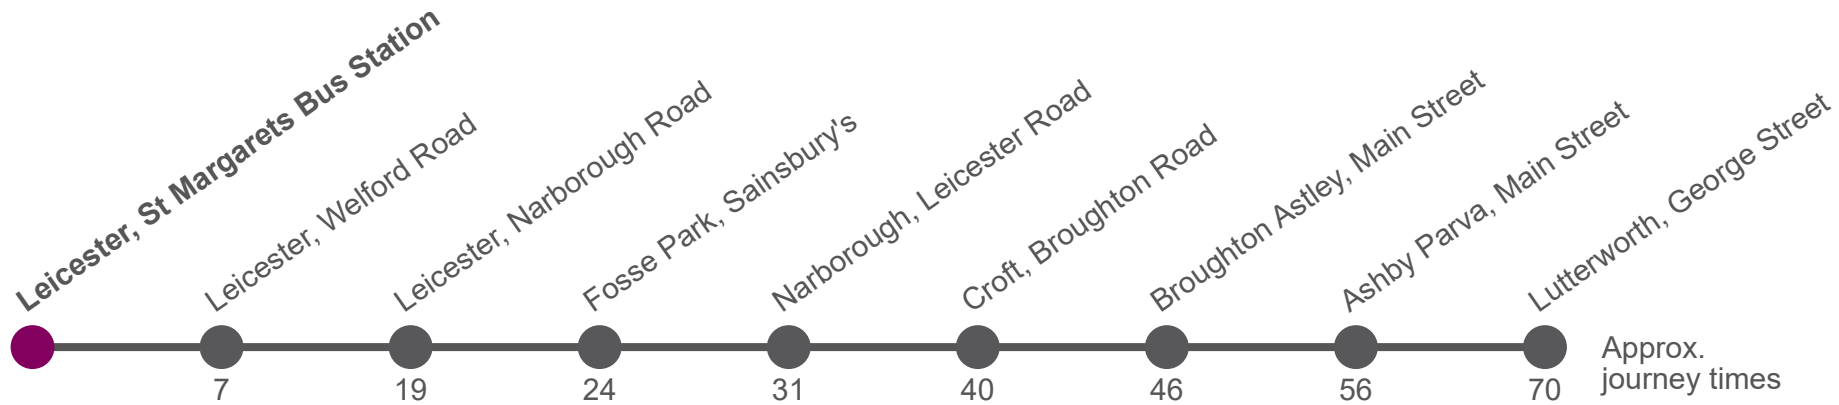 Leicester, St Margarets Bus Station
Leicester, Welford Road
Leicester, Narborough Road
Fosse Park, Sainsbury's
Narborough, Leicester Road
Croft, Broughton Road
Broughton Astley, Main Street
Ashby Parva, Main Street
Lutterworth, George Street
7
19
24
31
40
46
56
70
Approx.
journey times